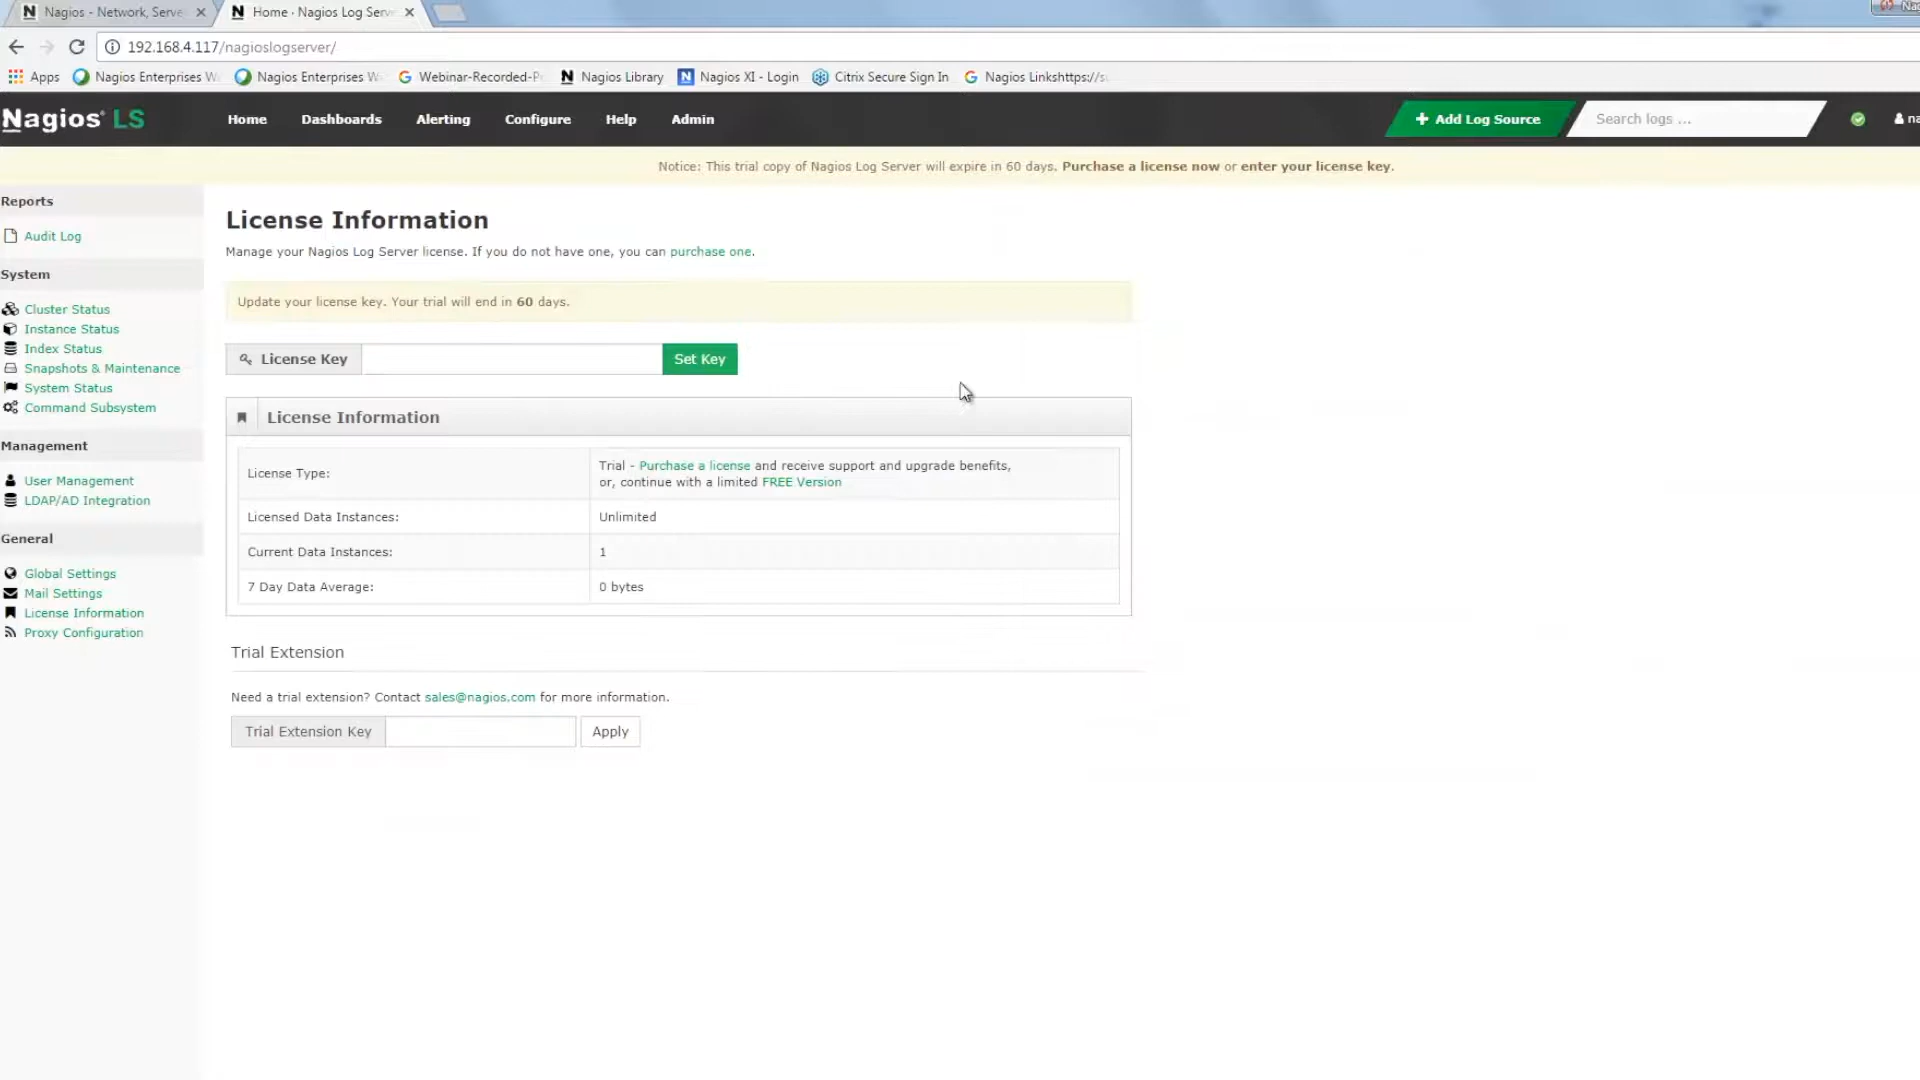 Nagios - Network, Serve
Home · Nagios Log Serv
192.168.4.117/nagioslogserver/
Apps
Nagios Enterprises W
Nagios Enterprises W
Webinar-Recorded-P
Nagios Library
Nagios XI - Login
Citrix Secure Sign In
Nagios Linkshttps://s
Nagios® LS
Home
Dashboards
Alerting
Configure
Help
Admin
Add Log Source
Search logs ...
na
Notice: This trial copy of Nagios Log Server will expire in 60 days. Purchase a license now or enter your license key.
Reports
Audit Log
System
Cluster Status
Instance Status
Index Status
Snapshots & Maintenance
System Status
Command Subsystem
Management
User Management
LDAP/AD Integration
General
Global Settings
Mail Settings
License Information
Proxy Configuration
License Information
Manage your Nagios Log Server license. If you do not have one, you can purchase one.
Update your license key. Your trial will end in 60 days.
License Key
Set Key
License Information
License Type:
Trial - Purchase a license and receive support and upgrade benefits,
or, continue with a limited FREE Version
Licensed Data Instances:
Unlimited
Current Data Instances:
1
7 Day Data Average:
0 bytes
Trial Extension
Need a trial extension? Contact sales@nagios.com for more information.
Trial Extension Key
Apply